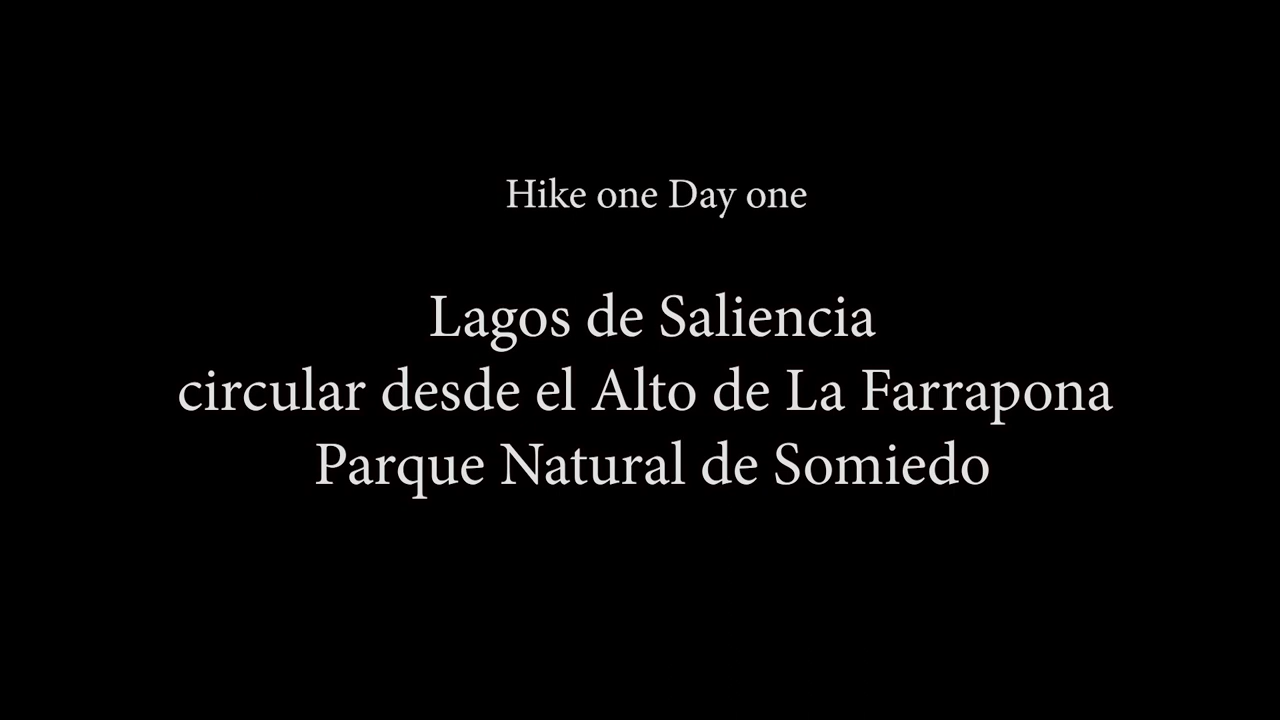 Hike one Day one
Lagos de Saliencia
circular desde el Alto de La Farrapona
Parque Natural de Somiedo